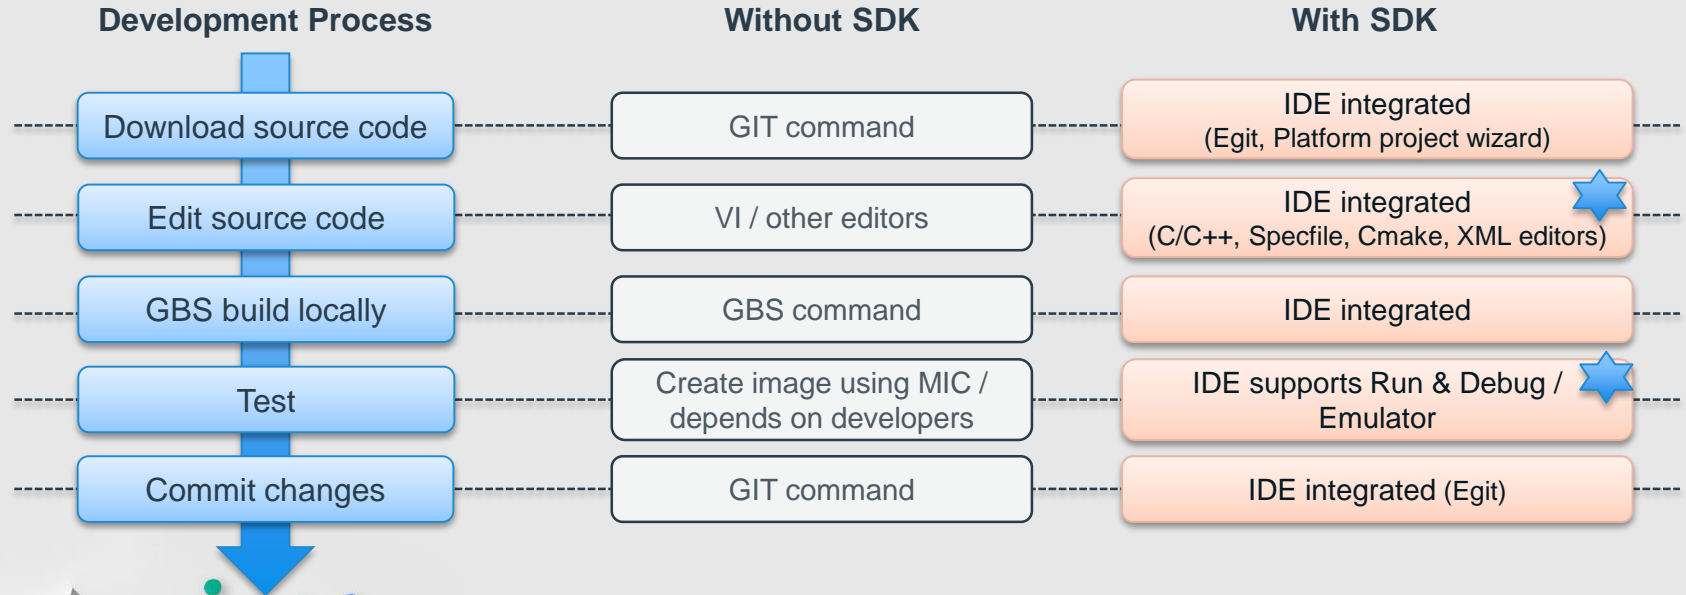 Development Process
Without SDK
With SDK
Download source code
GIT command
IDE integrated
(Egit, Platform project wizard)
Edit source code
VI / other editors
IDE integrated
(C/C++, Specfile, Cmake, XML editors)
GBS build locally
GBS command
IDE integrated
Test
Create image using MIC /
depends on developers
IDE supports Run & Debug /
Emulator
Commit changes
GIT command
IDE integrated (Egit)